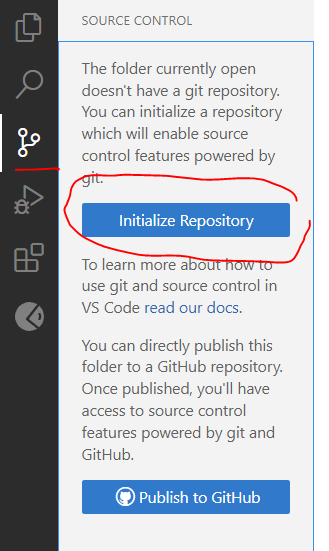 SOURCE CONTROL
The folder currently open
doesn't have a git repository.
You can initialize a repository
which will enable source
control features powered by
git.
Initialize Repository
To learn more about how to
use git and source control in
VS Code read our docs.
You can directly publish this
folder to a GitHub repository.
Once published, you'll have
access to source control
features powered by git and
GitHub.
Publish to GitHub